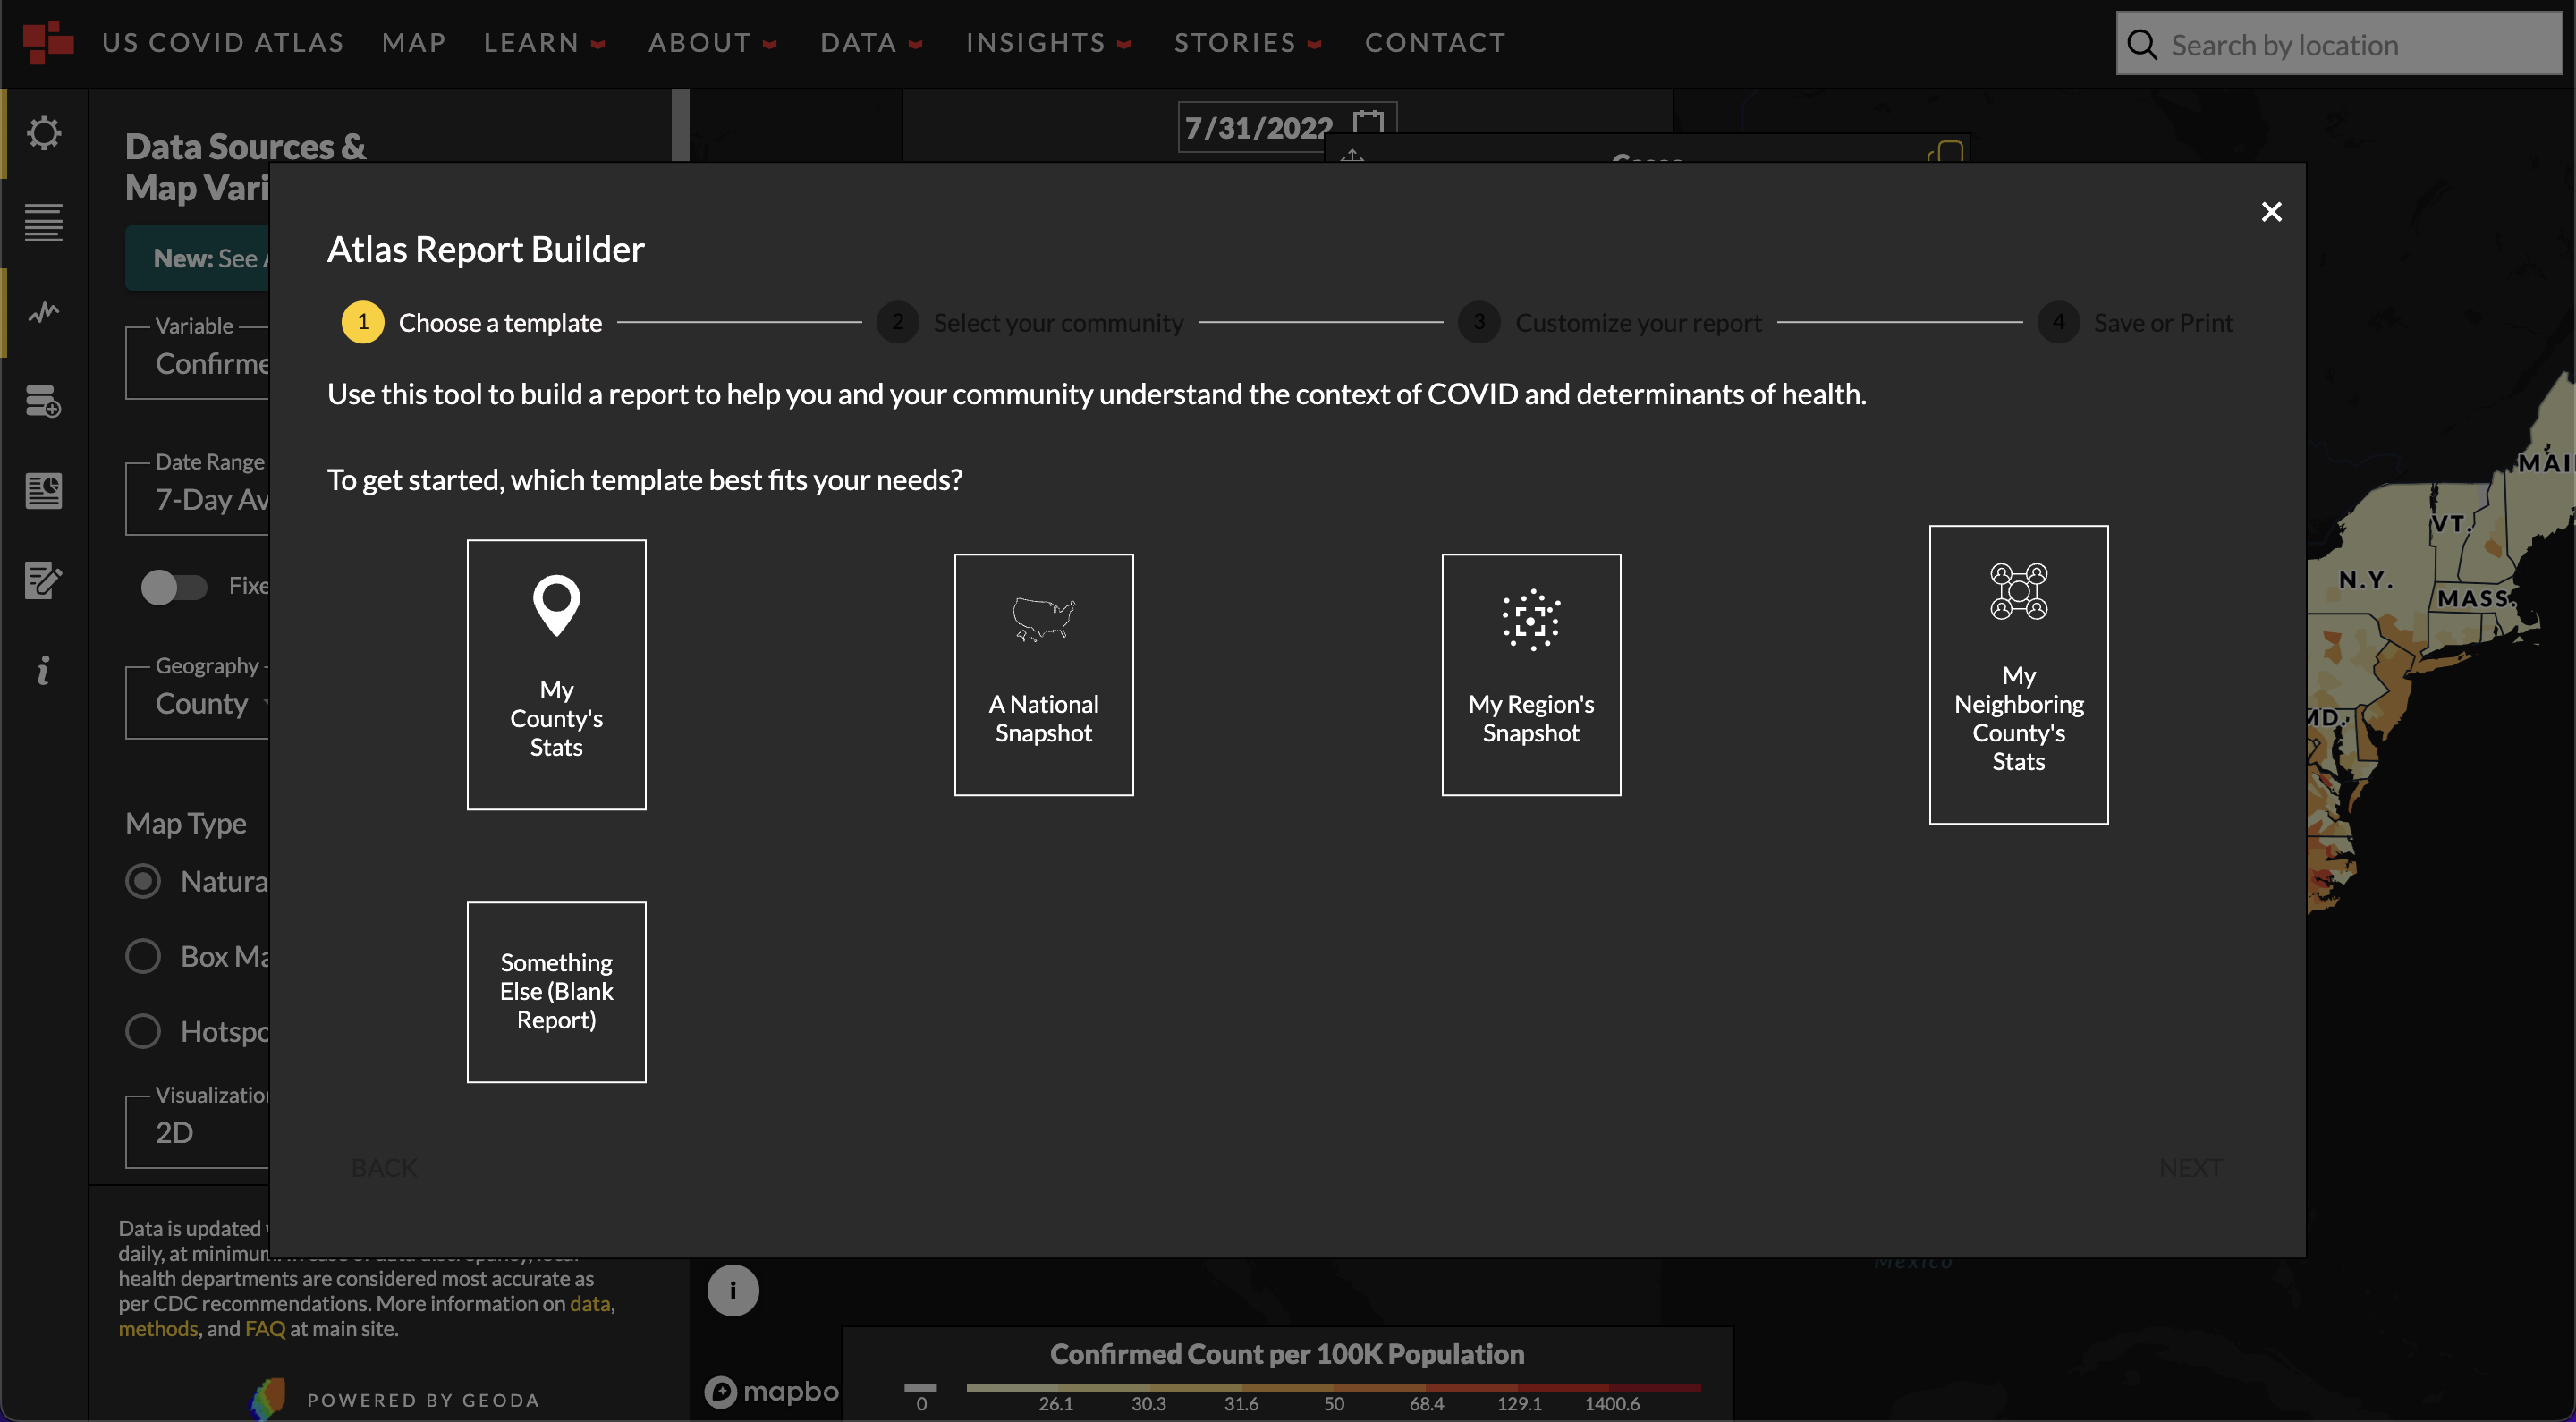 US COVID ATLAS MAP LEARN ABOUT DATA INSIGHTS STORIES CONTACT
Search by location
7/31/2022
Data Sources &
Map Vari
New: See
Variable
Confirme
Date Range
7-Day Av
Fixe
Geography
County
Map Type
Natura
Box Ma
Hotspo
Visualization
2D
Atlas Report Builder
1 Choose a template
2 Select your community
3 Customize your report
4 Save or Print
Use this tool to build a report to help you and your community understand the context of COVID and determinants of health.
To get started, which template best fits your needs?
My
County's
Stats
A National
Snapshot
My Region's
Snapshot
My
Neighboring
County's
Stats
Something
Else (Blank
Report)
BACK
NEXT
Data is updated
daily, at minimum
health departments are considered most accurate as
per CDC recommendations. More information on data,
methods, and FAQ at main site.
POWERED BY GEODA
i
mapbo
Confirmed Count per 100K Population
0 26.1 30.3 31.6 50 68.4 129.1 1400.6
MAI
VT.
N.Y.
MASS.
MD.
Mexico